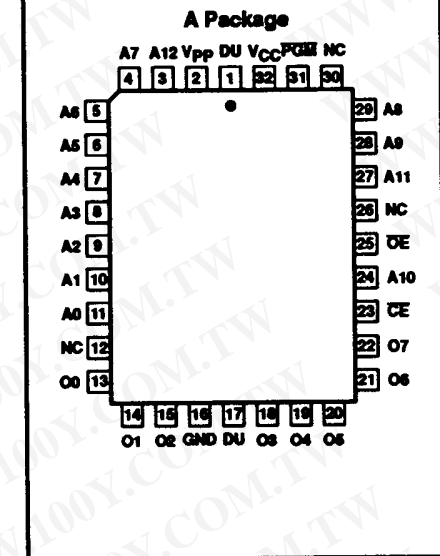 A Package
A7 A12 VPP DU VCC PGM NC
4 3 2 1 32 31 30
A6 5 29 A8
A5 6 28 A9
A4 7 27 A11
A3 8 26 NC
A2 9 25 OE
A1 10 24 A10
A0 11 23 CE
NC 12 22 O7
O0 13 21 O6
14 15 16 17 18 19 20
O1 O2 GND DU O3 O4 O5